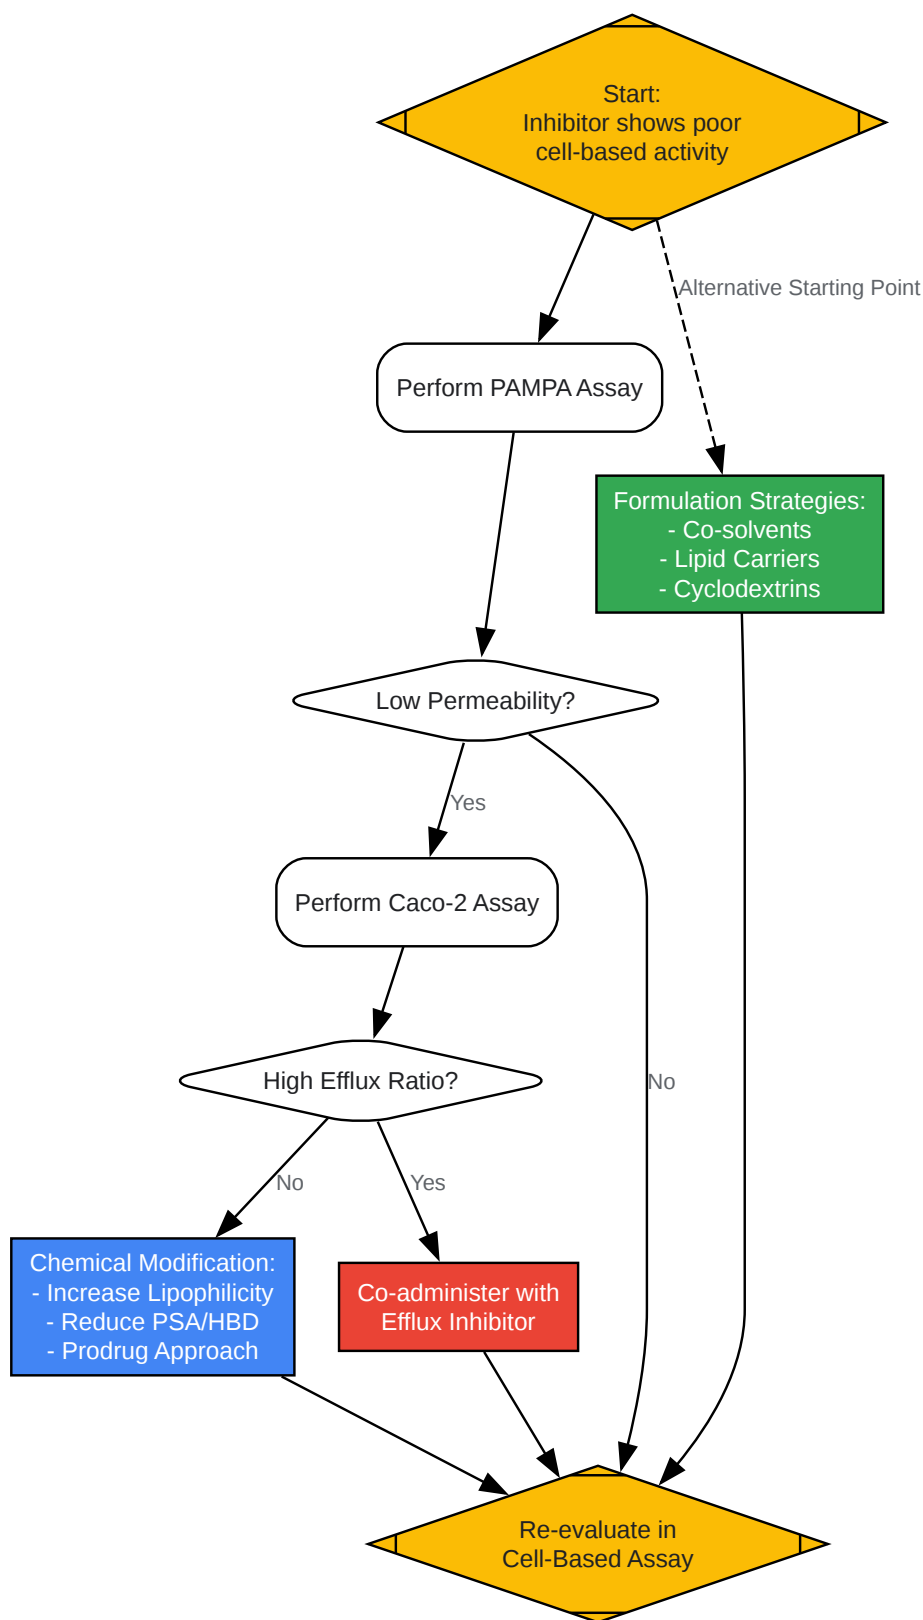 Start:
Inhibitor shows poor
cell-based activity
Alternative Starting Point
Perform PAMPA Assay
Formulation Strategies:
- Co-solvents
- Lipid Carriers
- Cyclodextrins
Low Permeability?
Yes
Perform Caco-2 Assay
High Efflux Ratio?
No
No
Yes
Chemical Modification:
- Increase Lipophilicity
- Reduce PSA/HBD
- Prodrug Approach
Co-administer with
Efflux Inhibitor
Re-evaluate in
Cell-Based Assay